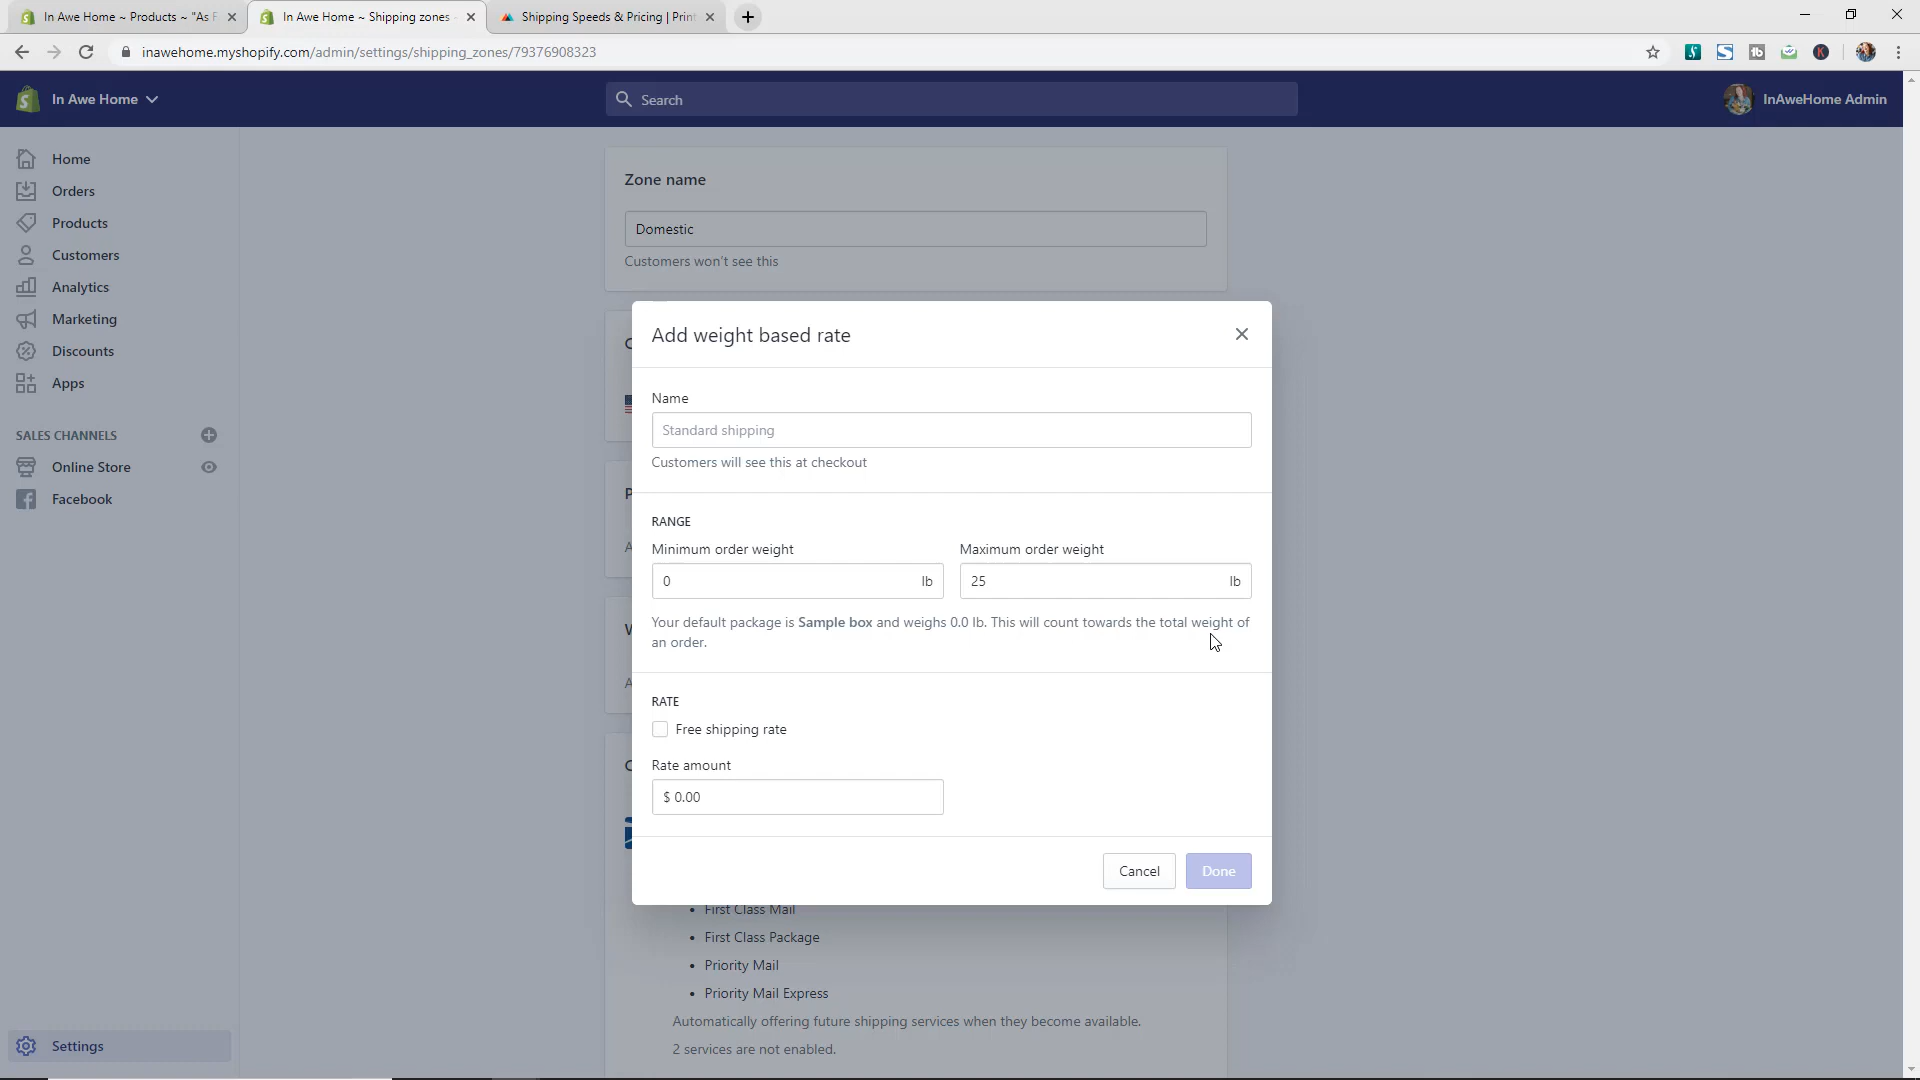 In Awe Home ~ Products ~ "As F
In Awe Home ~ Shipping zones
Shipping Speeds & Pricing | Print
inawehome.myshopify.com/admin/settings/shipping_zones/79376908323
In Awe Home
Search
InAweHome Admin
Home
Orders
Products
Customers
Analytics
Marketing
Discounts
Apps
SALES CHANNELS
Online Store
Facebook
Settings
Zone name
Domestic
Customers won't see this
Add weight based rate
Name
Standard shipping
Customers will see this at checkout
RANGE
Minimum order weight
Maximum order weight
0 lb
25 lb
Your default package is Sample box and weighs 0.0 lb. This will count towards the total weight of
an order.
RATE
Free shipping rate
Rate amount
$ 0.00
Cancel
Done
First Class Mail
First Class Package
Priority Mail
Priority Mail Express
Automatically offering future shipping services when they become available.
2 services are not enabled.